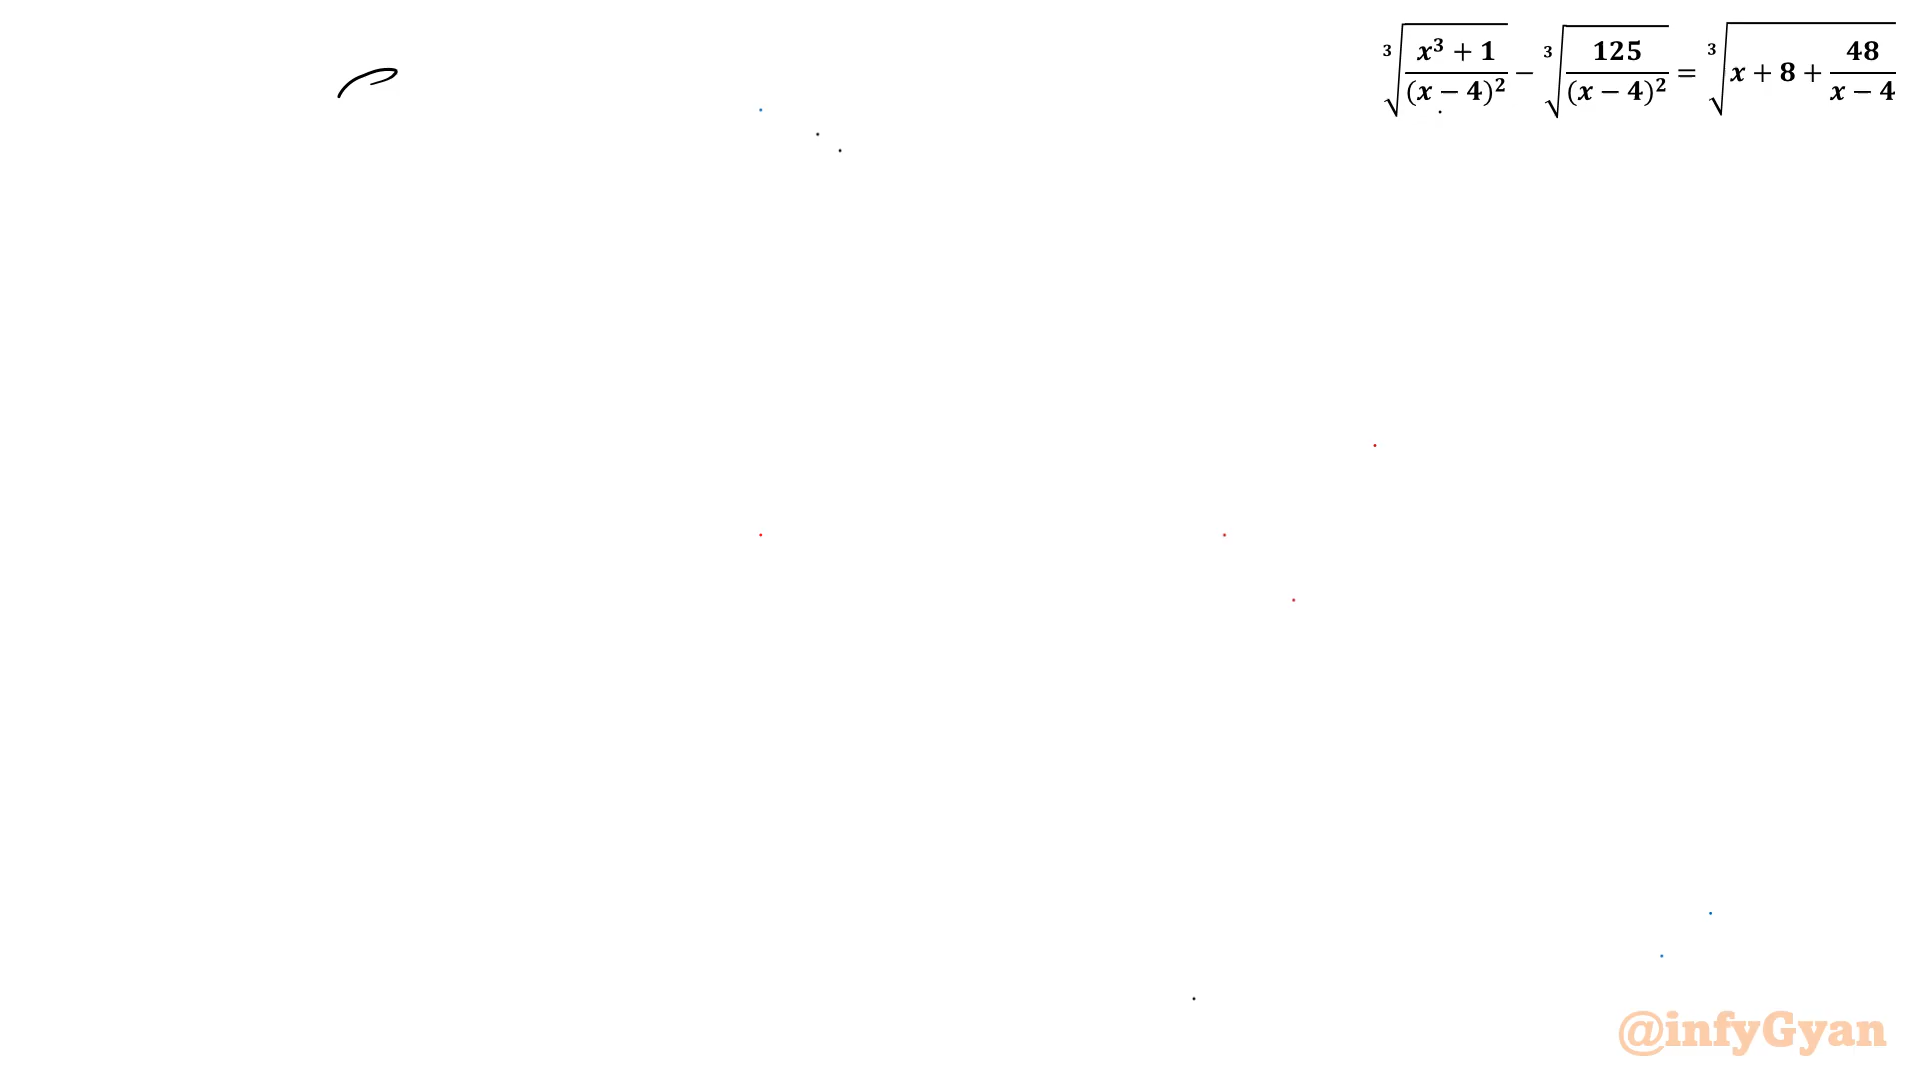 ∛((x³ + 1)/(x − 4)²) − ∛(125/(x − 4)²) = ∛(x + 8 + 48/(x − 4))
@infyGyan